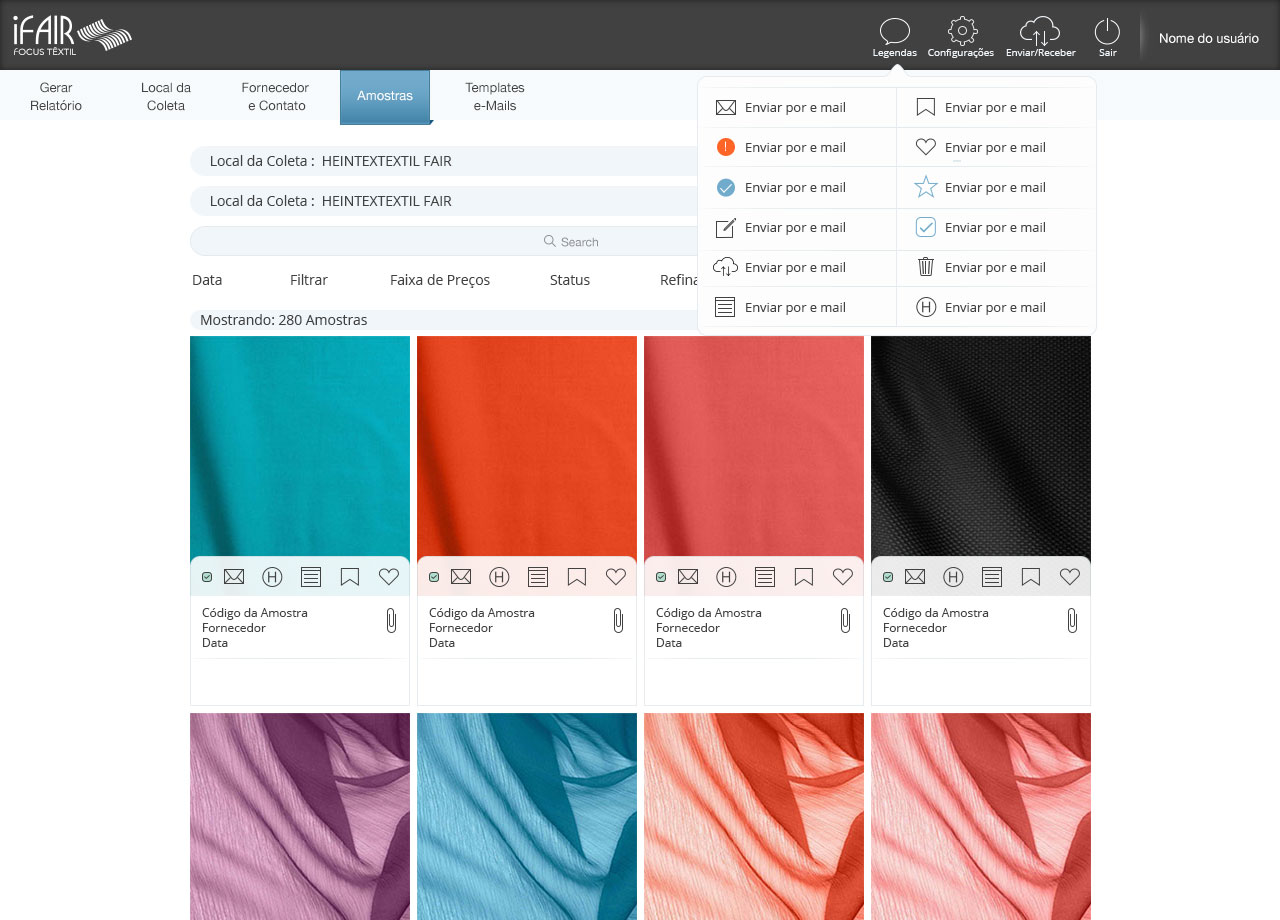 iFAIR
FOCUS TÊXTIL
Legendas
Configurações
Enviar/Receber
Sair
Nome do usuário
Gerar
Relatório
Local da
Coleta
Fornecedor
e Contato
Amostras
Templates
e-Mails
Enviar por e mail
Enviar por e mail
! Enviar por e mail
Enviar por e mail
Enviar por e mail
Enviar por e mail
Enviar por e mail
Enviar por e mail
Enviar por e mail
Enviar por e mail
Enviar por e mail
H Enviar por e mail
Local da Coleta : HEINTEXTEXTIL FAIR
Local da Coleta : HEINTEXTEXTIL FAIR
Search
Data
Filtrar
Faixa de Preços
Status
Refina
Mostrando: 280 Amostras
H
H
H
H
Código da Amostra
Fornecedor
Data
Código da Amostra
Fornecedor
Data
Código da Amostra
Fornecedor
Data
Código da Amostra
Fornecedor
Data